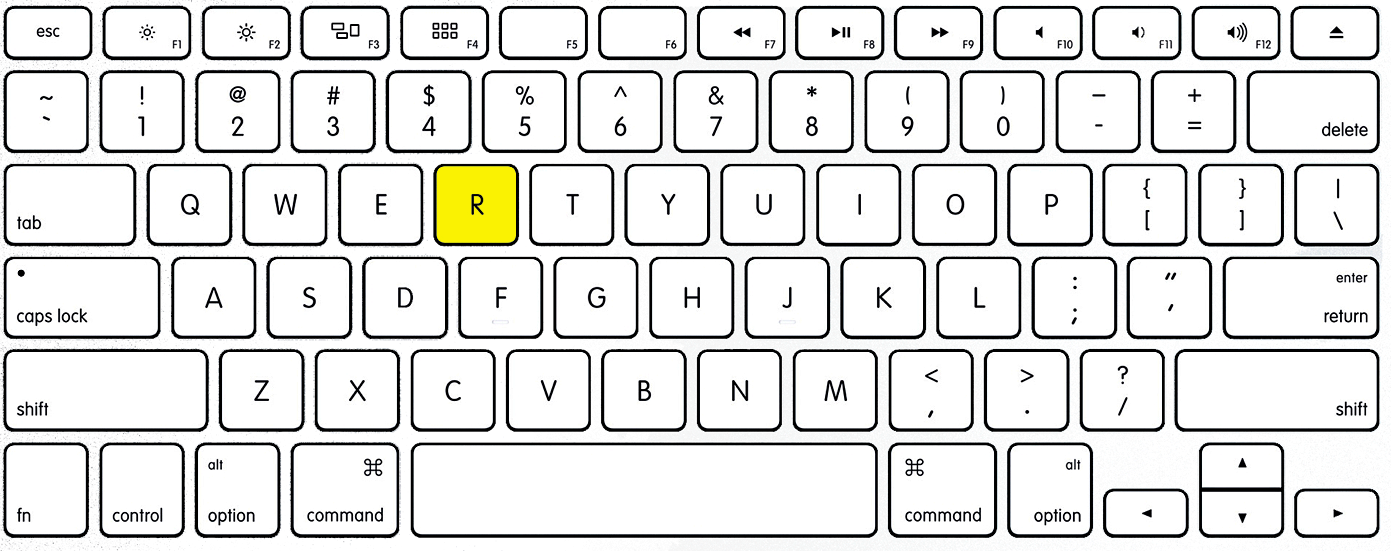 esc F1 F2 F3 F4 F5 F6 F7 F8 F9 F10 F11 F12
~ ! @ # $ % ^ & * ( ) – +
` 1 2 3 4 5 6 7 8 9 0 - = delete
tab Q W E R T Y U I O P { [ } ] | \
caps lock A S D F G H J K L : ; " ' enter return
shift Z X C V B N M < , > . ? / shift
fn control alt option ⌘ command ⌘ command alt option